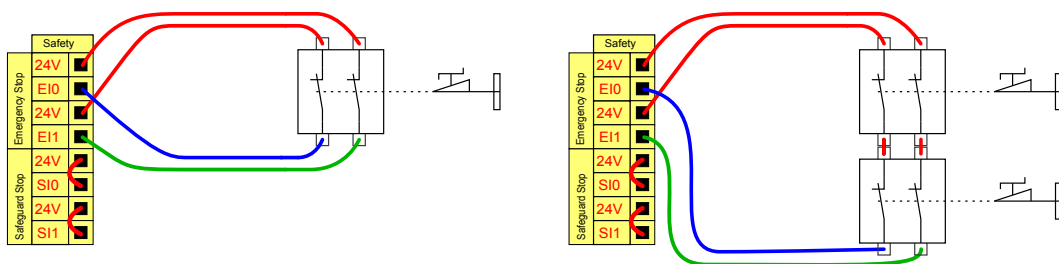 Safety
Emergency Stop
24V
EI0
24V
EI1
Safeguard Stop
24V
SI0
24V
SI1
Safety
Emergency Stop
24V
EI0
24V
EI1
Safeguard Stop
24V
SI0
24V
SI1